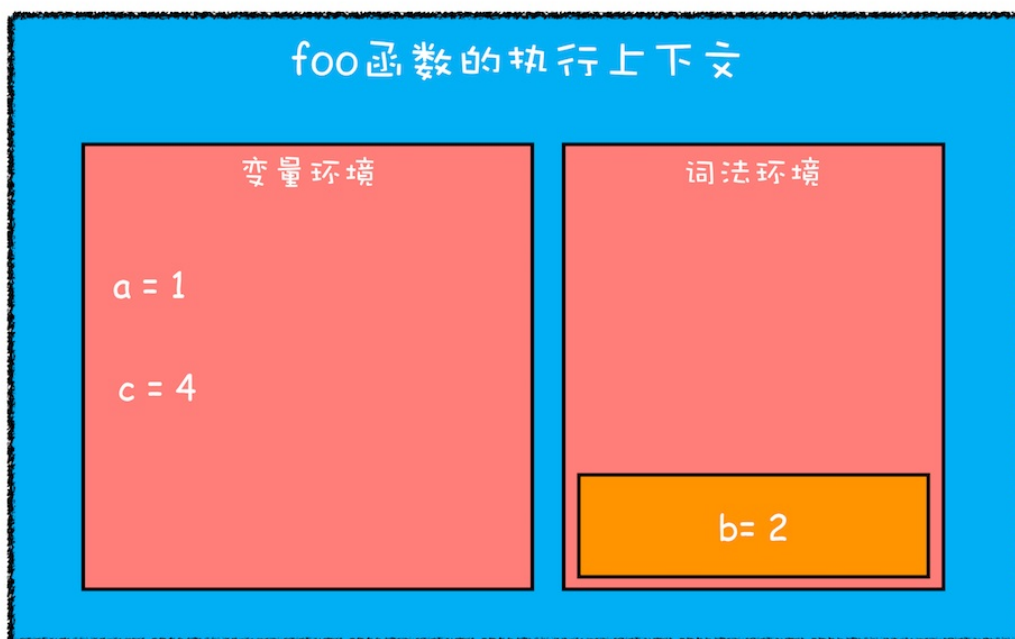 foo函数的执行上下文
变量环境
a = 1
c = 4
词法环境
b= 2